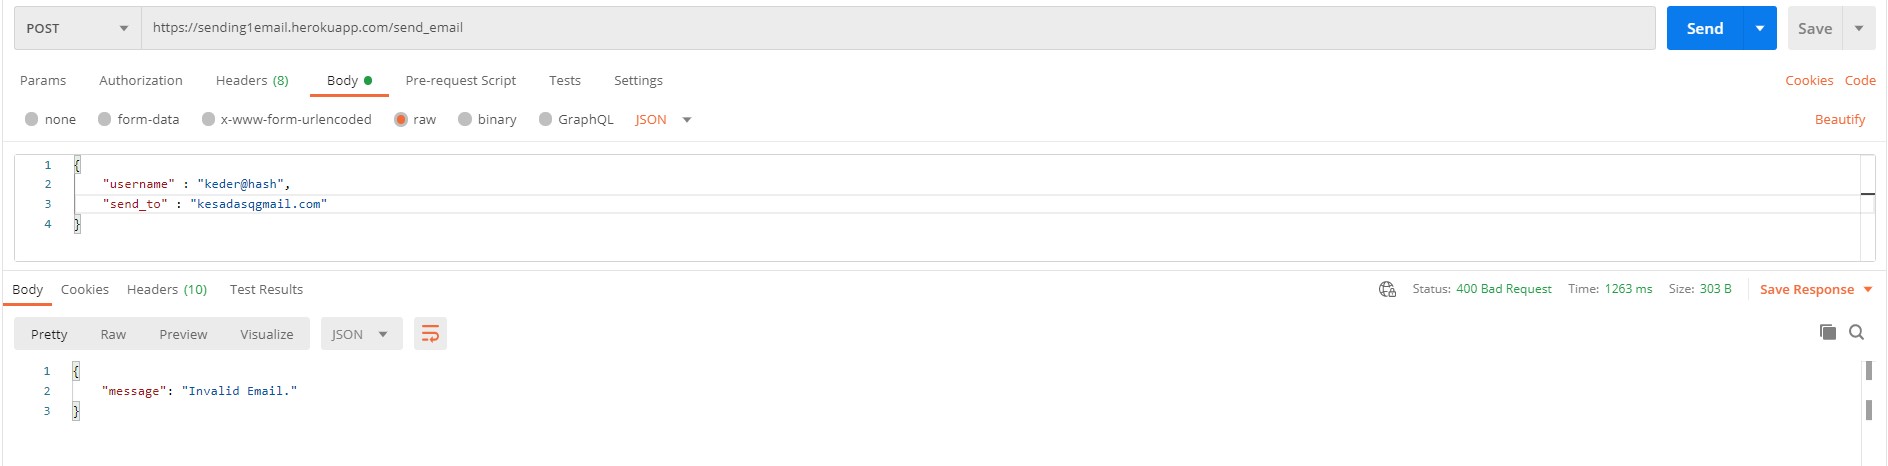 POST https://sending1email.herokuapp.com/send_email Send Save
Params Authorization Headers (8) Body Pre-request Script Tests Settings Cookies Code
none form-data x-www-form-urlencoded raw binary GraphQL JSON Beautify
1 {
2 "username" : "keder@hash",
3 "send_to" : "kesadasqgmail.com"
4 }
Body Cookies Headers (10) Test Results Status: 400 Bad Request Time: 1263 ms Size: 303 B Save Response
Pretty Raw Preview Visualize JSON
1 {
2 "message": "Invalid Email."
3 }